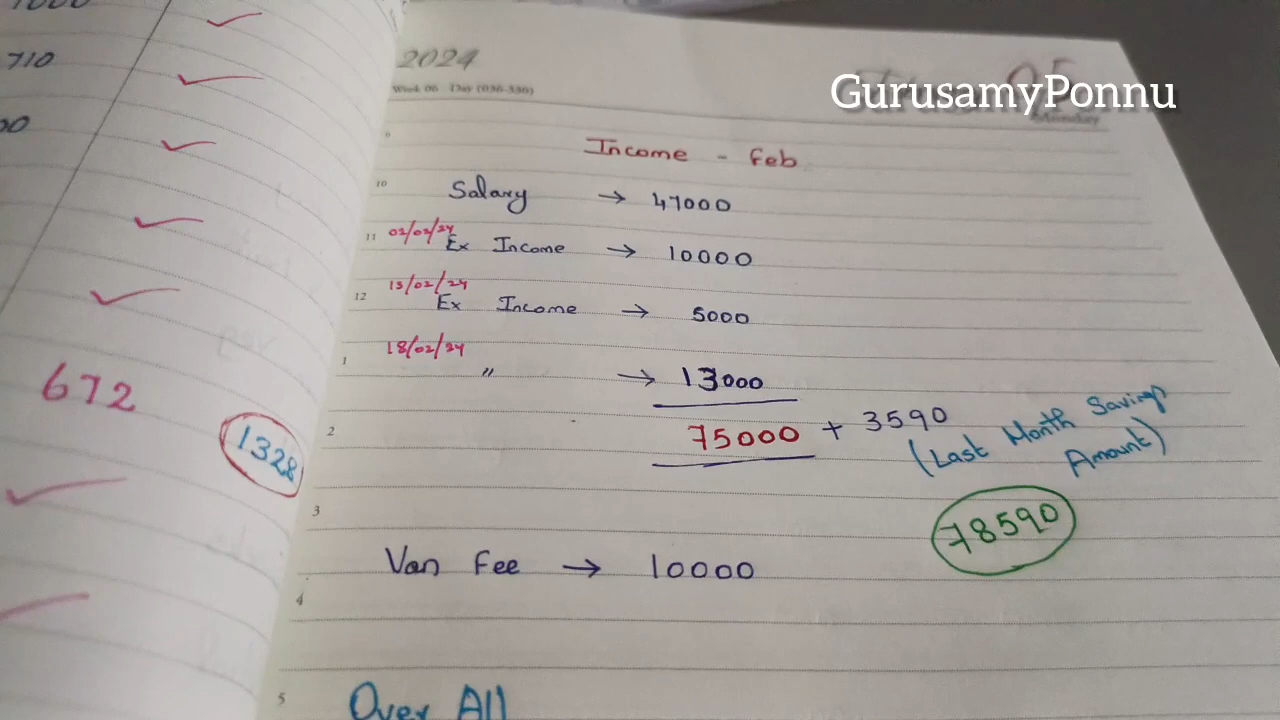 710
672
1328
2024
Week 06 Day (036-330)
GurusamyPonnu
9
Income - Feb
10
Salary → 47000
11 02/02/24
Ex Income → 10000
12 13/02/24
Ex Income → 5000
1 18/02/24
" → 13000
2 75000 + 3590
(Last Month Savings
Amount)
3
78590
Van Fee → 10000
4
5
Over All